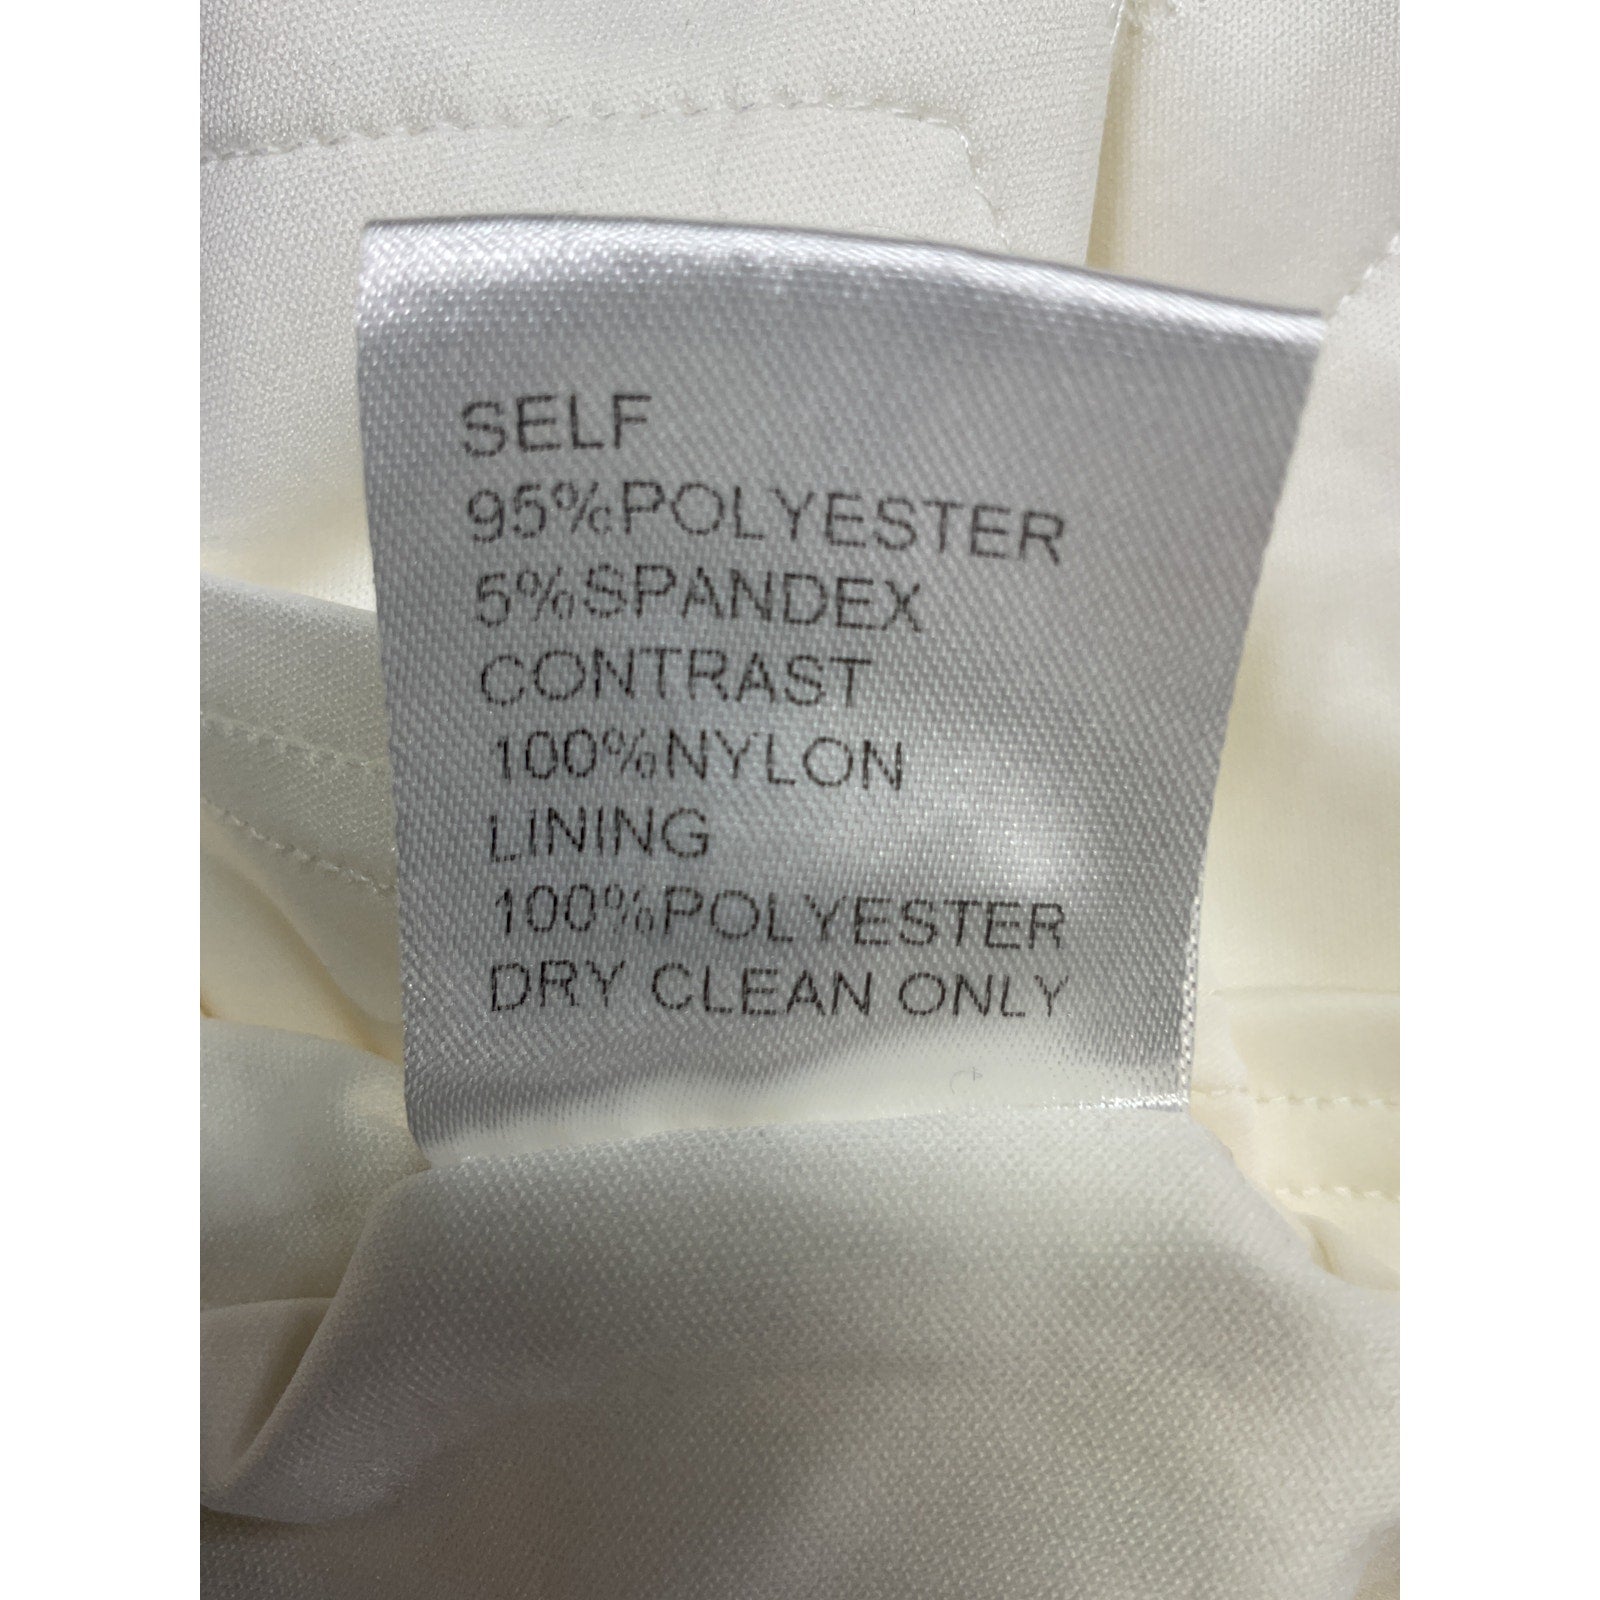 SELF
95%POLYESTER
5%SPANDEX
CONTRAST
100%NYLON
LINING
100%POLYESTER
DRY CLEAN ONLY